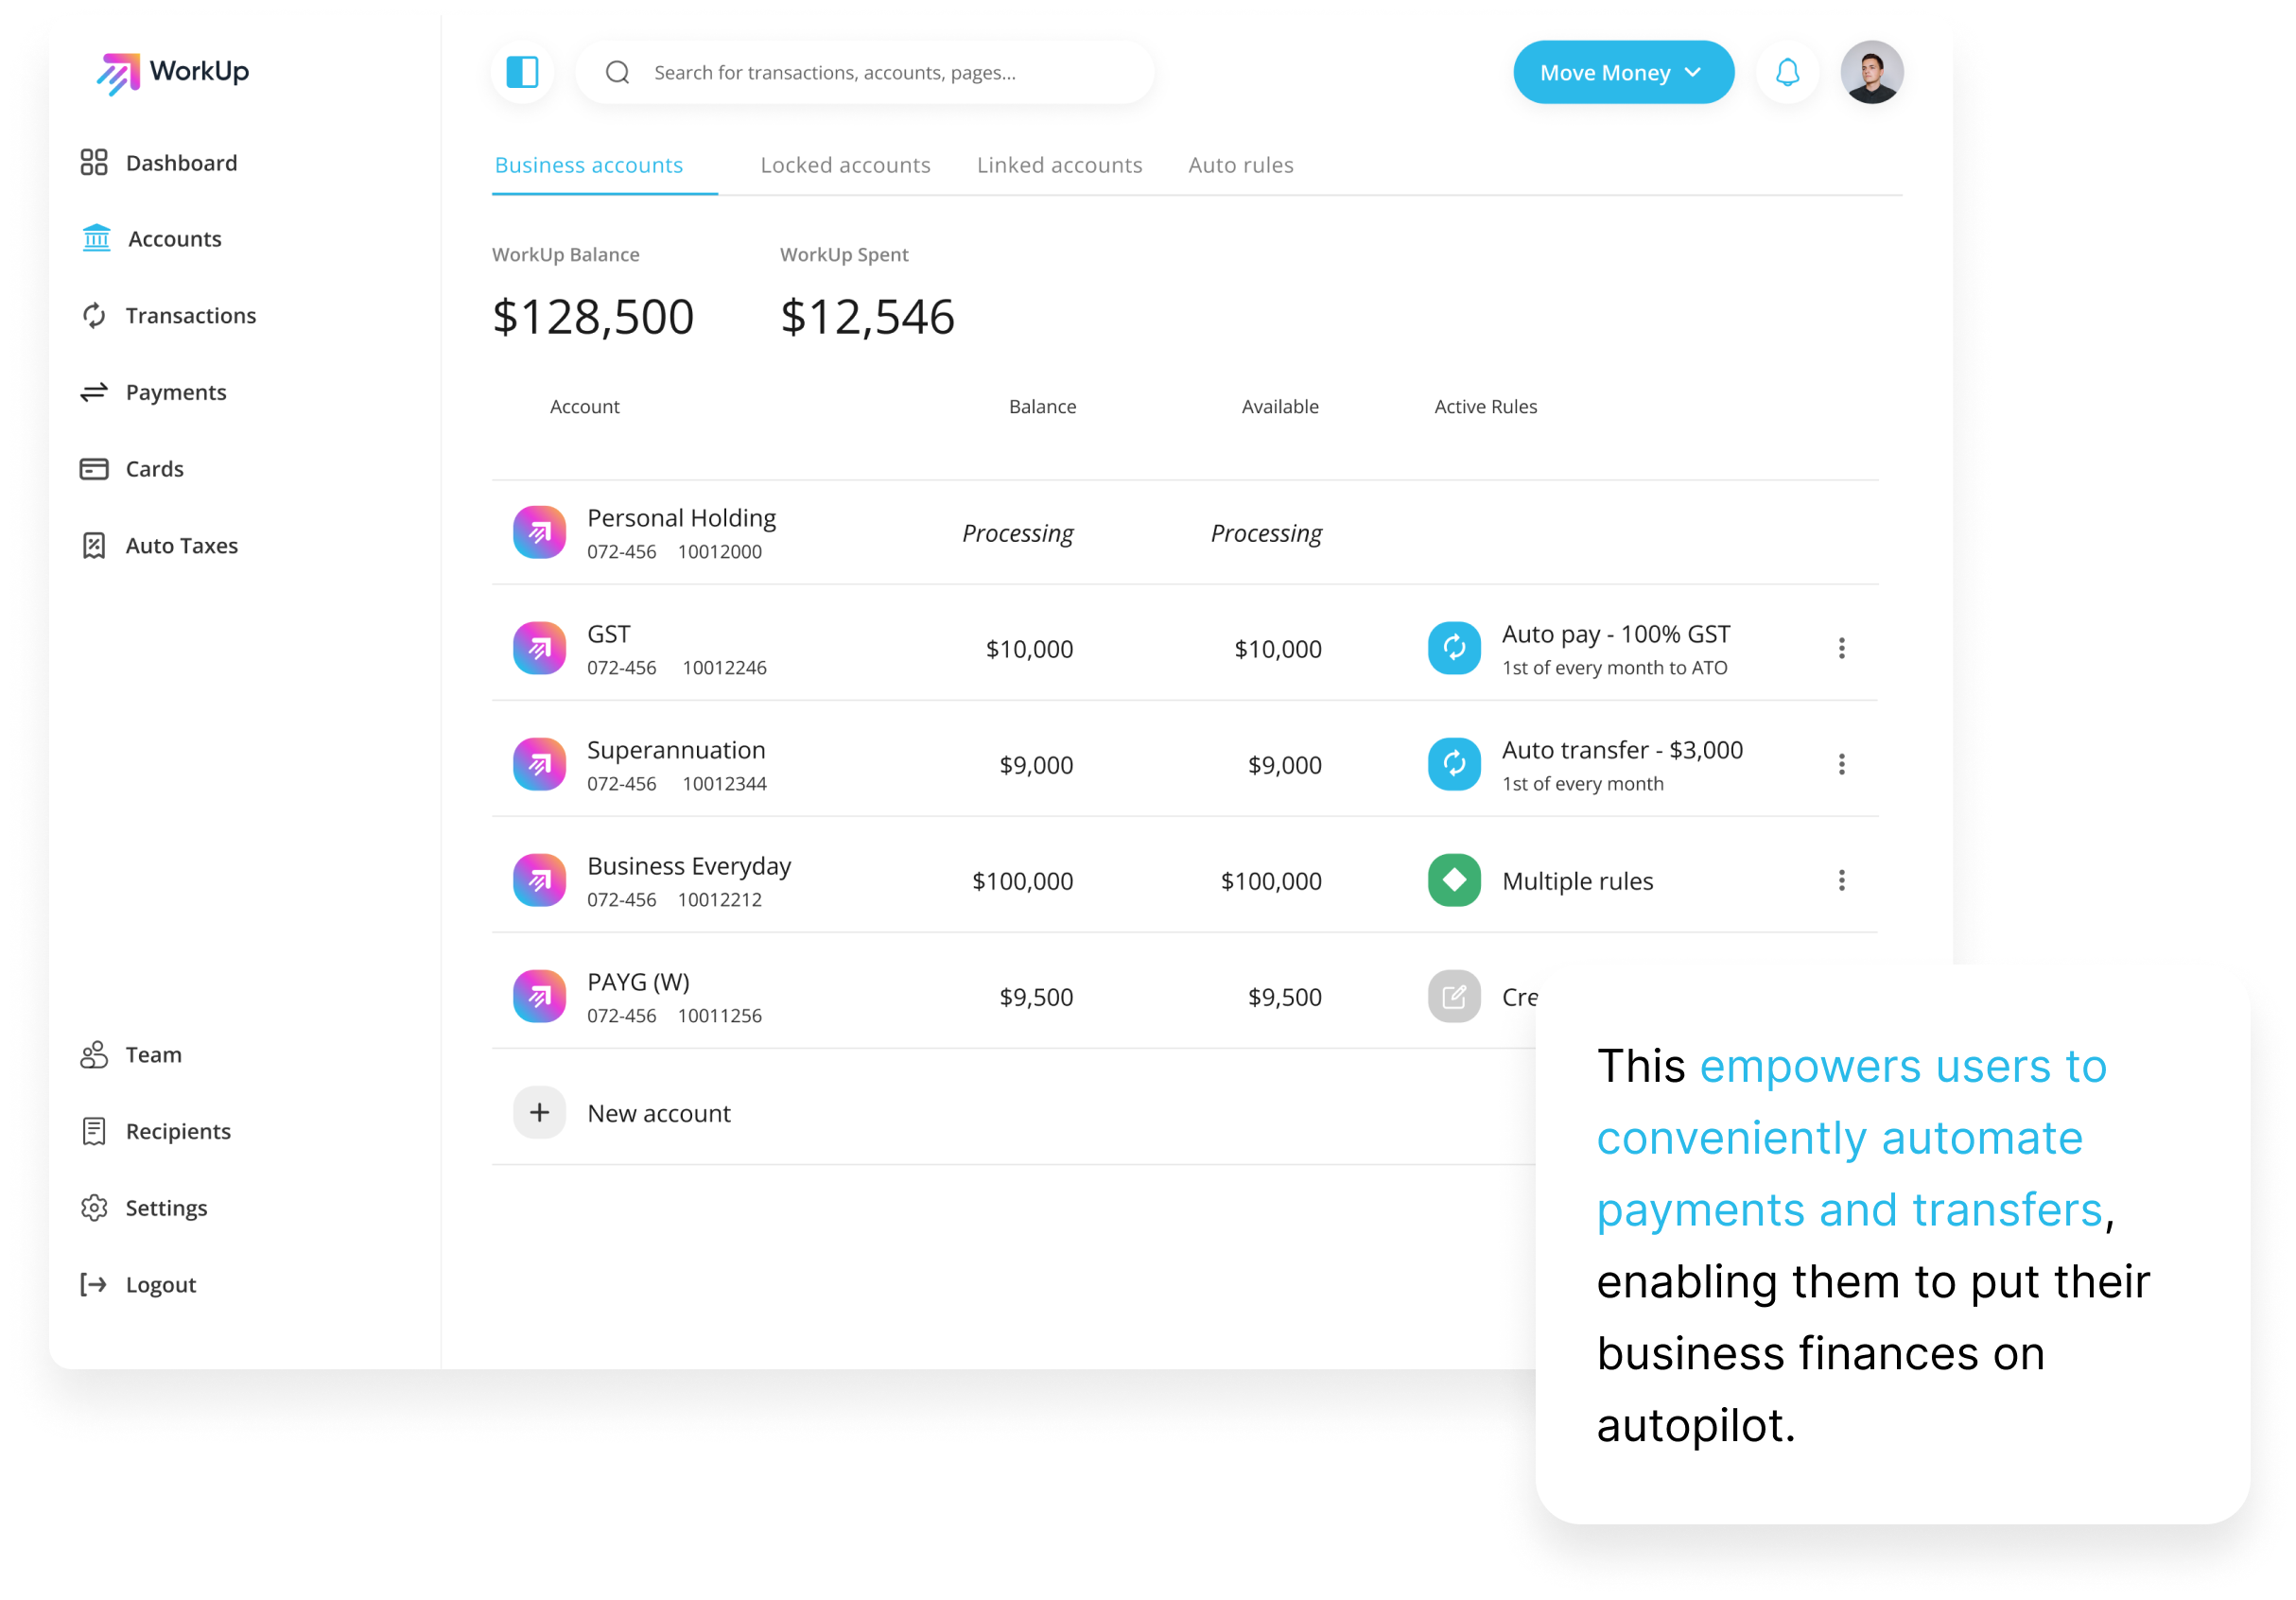 WorkUp
Search for transactions, accounts, pages...
Move Money
Dashboard
Accounts
Transactions
Payments
Cards
Auto Taxes
Team
Recipients
Settings
Logout
Business accounts Locked accounts Linked accounts Auto rules
WorkUp Balance WorkUp Spent
$128,500 $12,546
Account Balance Available Active Rules
Personal Holding
072-456 10012000
Processing Processing
GST
072-456 10012246
$10,000 $10,000
Auto pay - 100% GST
1st of every month to ATO
Superannuation
072-456 10012344
$9,000 $9,000
Auto transfer - $3,000
1st of every month
Business Everyday
072-456 10012212
$100,000 $100,000
Multiple rules
PAYG (W)
072-456 10011256
$9,500 $9,500
New account
This empowers users to
conveniently automate
payments and transfers,
enabling them to put their
business finances on
autopilot.